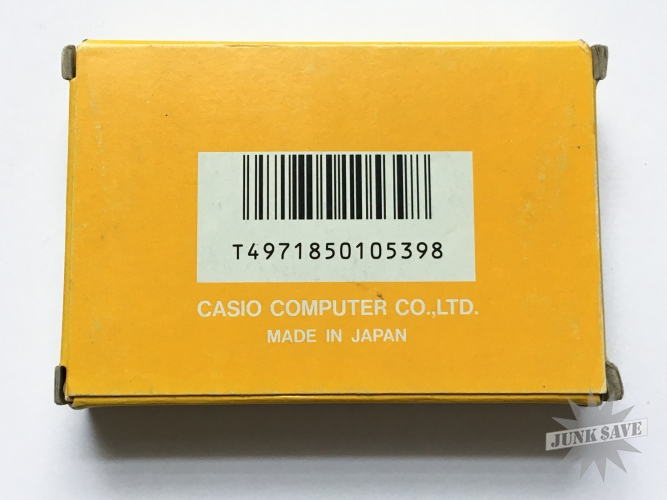 T4971850105398
CASIO COMPUTER CO.,LTD.
MADE IN JAPAN
JUNK SAVE